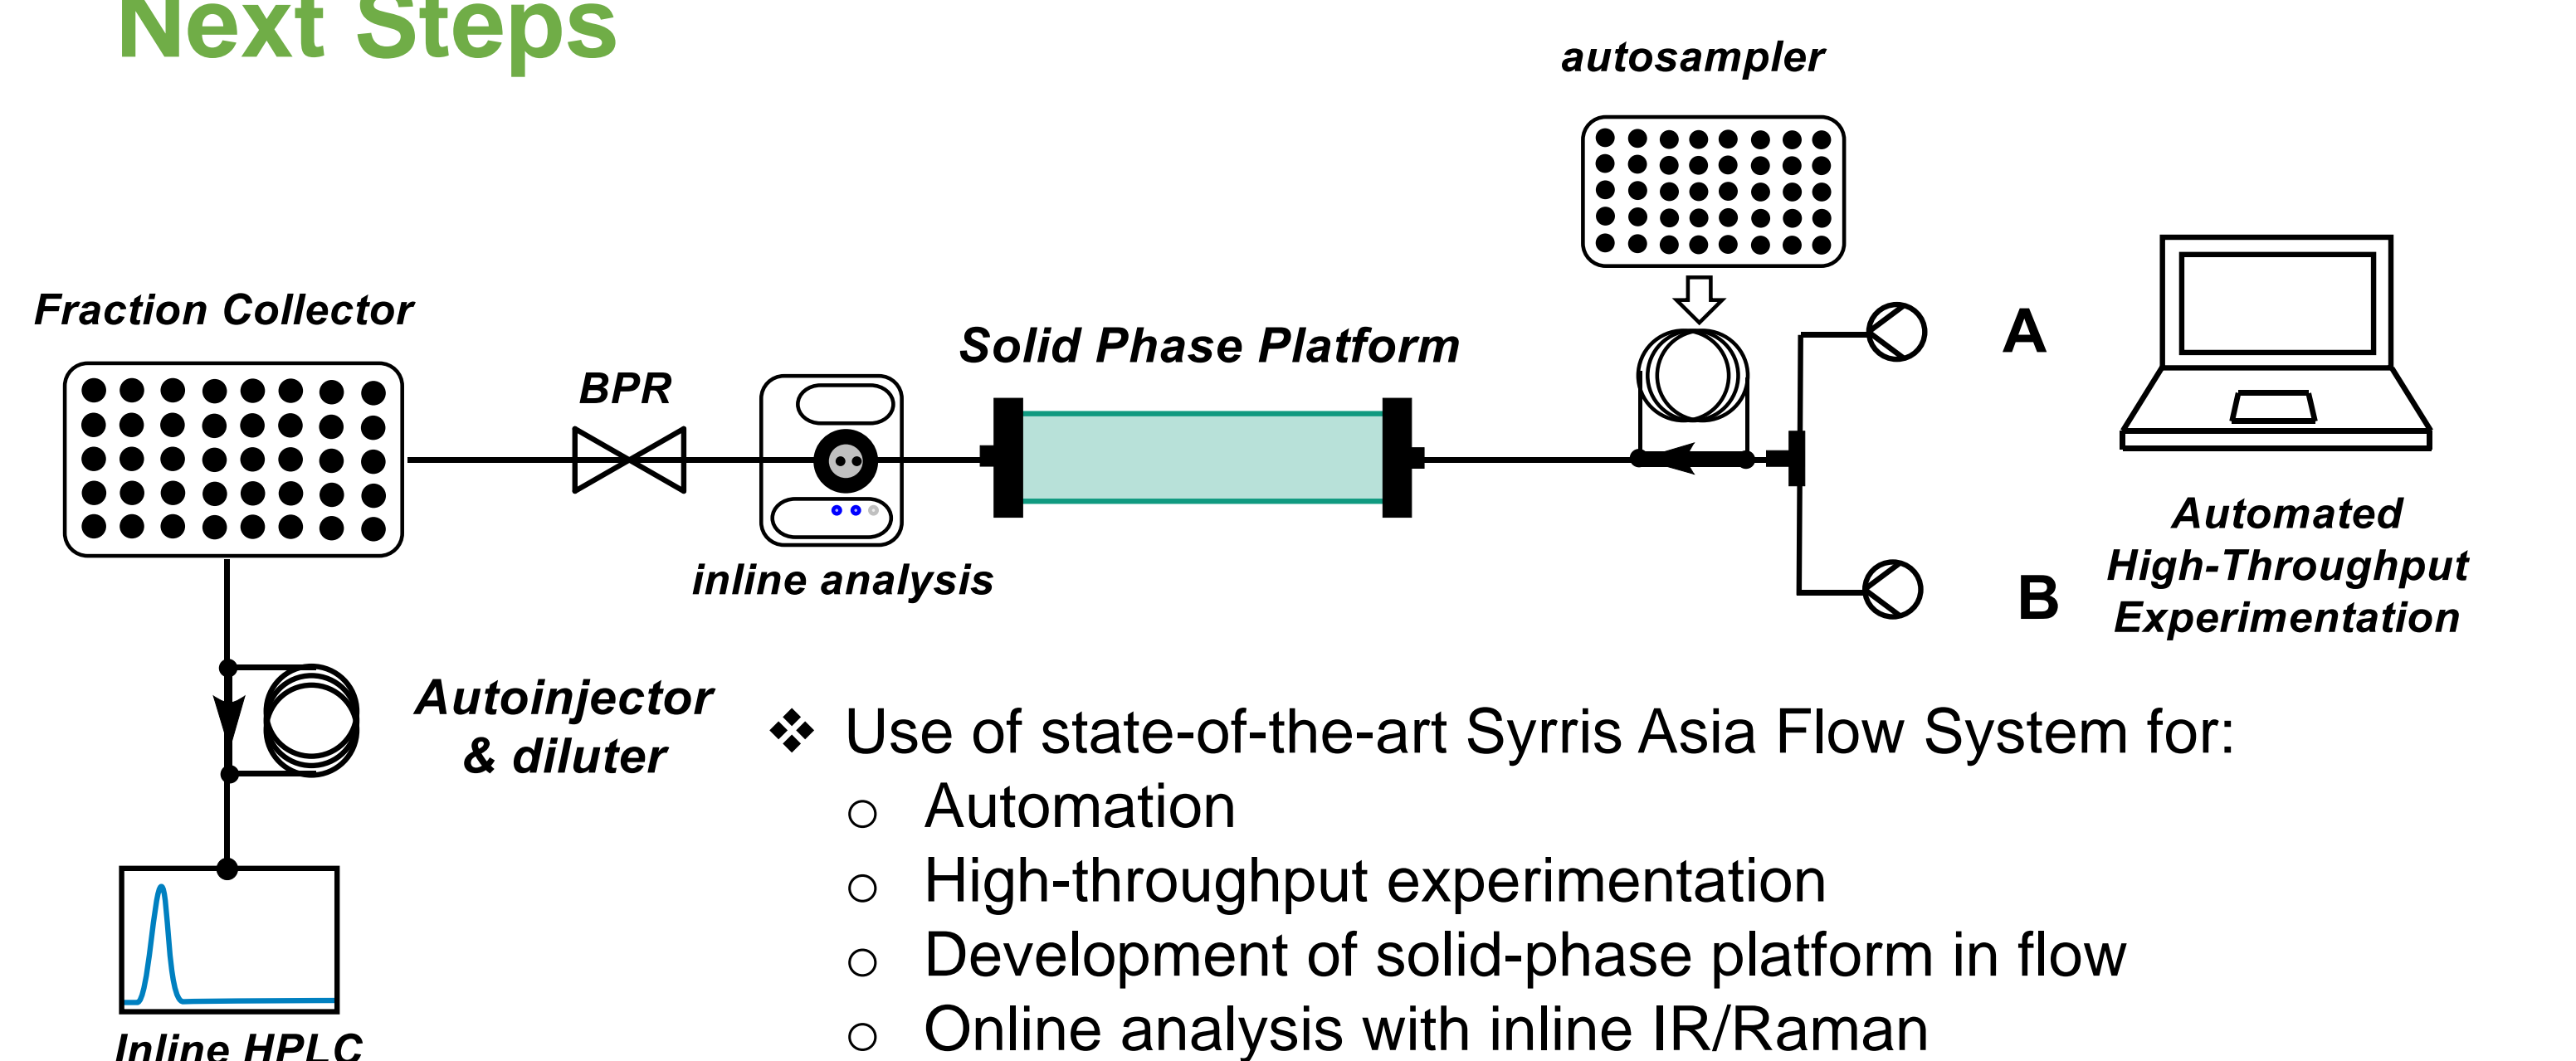 Next Steps
autosampler
Fraction Collector
BPR
inline analysis
Solid Phase Platform
A
B
Automated
High-Throughput
Experimentation
Autoinjector
& diluter
Inline HPLC
❖ Use of state-of-the-art Syrris Asia Flow System for:
○ Automation
○ High-throughput experimentation
○ Development of solid-phase platform in flow
○ Online analysis with inline IR/Raman